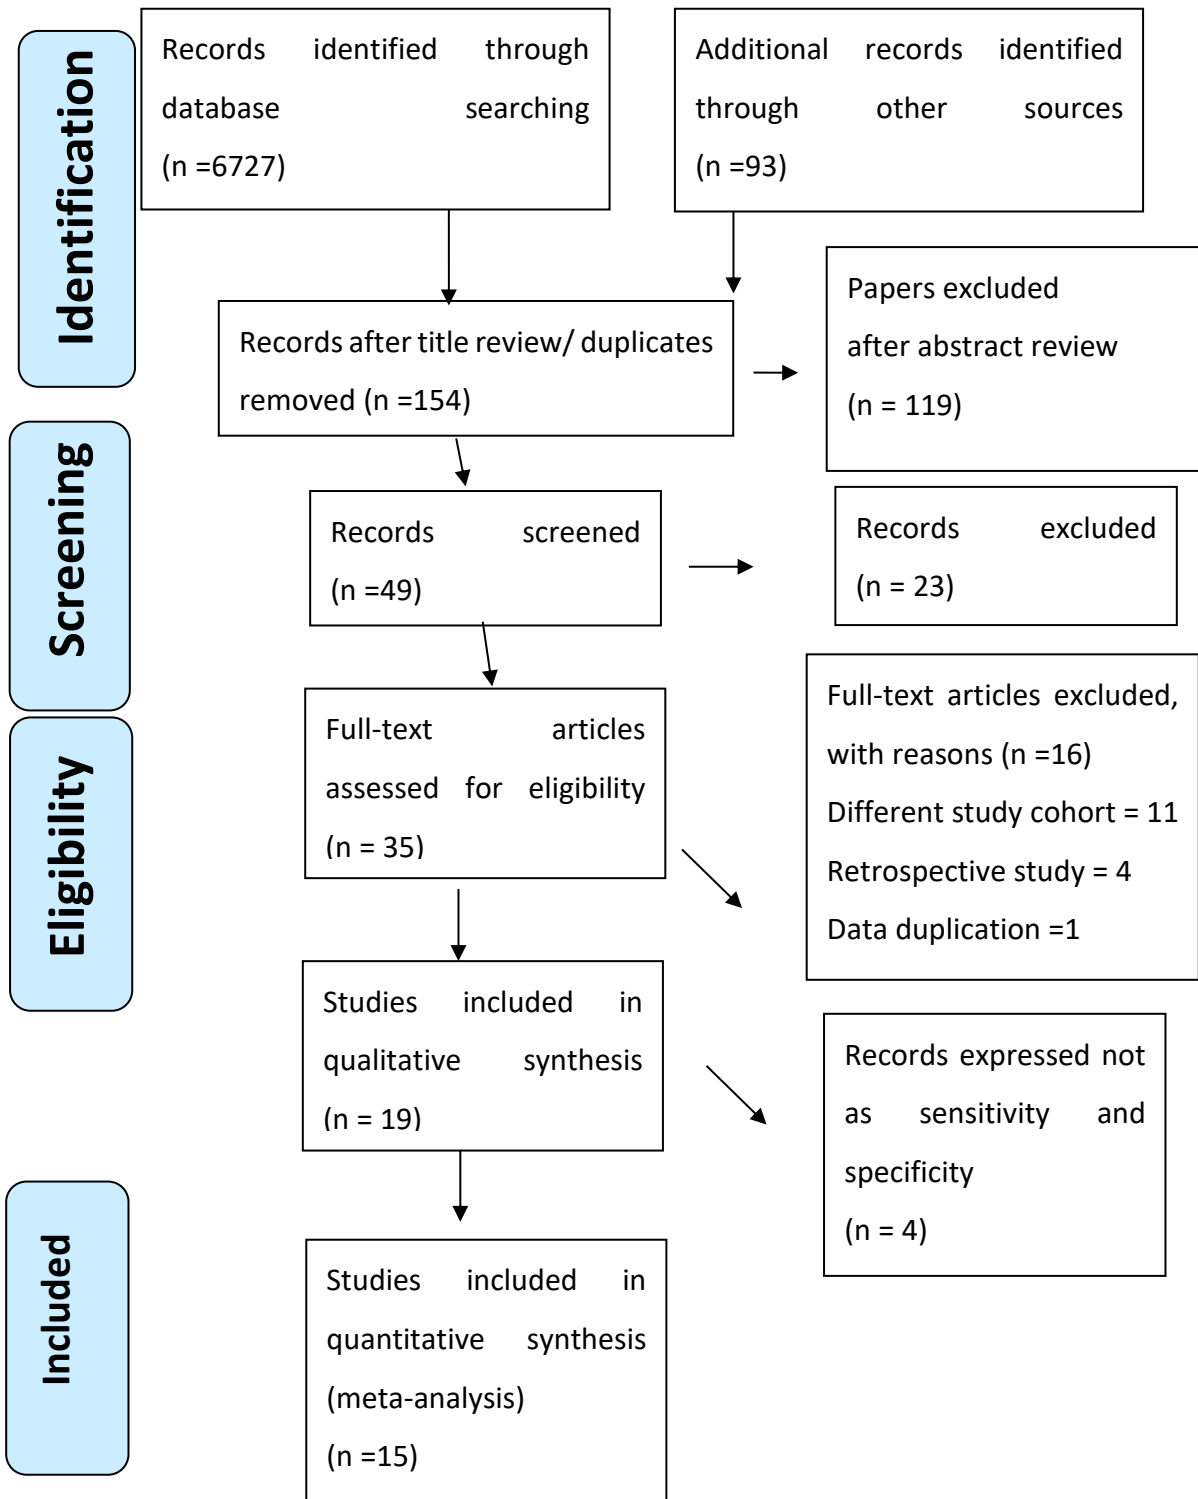 Identification
Records identified through
database searching
(n =6727)
Additional records identified
through other sources
(n =93)
Records after title review/ duplicates
removed (n =154)
Papers excluded
after abstract review
(n = 119)
Screening
Records screened
(n =49)
Records excluded
(n = 23)
Eligibility
Full-text articles
assessed for eligibility
(n = 35)
Full-text articles excluded,
with reasons (n =16)
Different study cohort = 11
Retrospective study = 4
Data duplication =1
Studies included in
qualitative synthesis
(n = 19)
Records expressed not
as sensitivity and
specificity
(n = 4)
Included
Studies included in
quantitative synthesis
(meta-analysis)
(n =15)